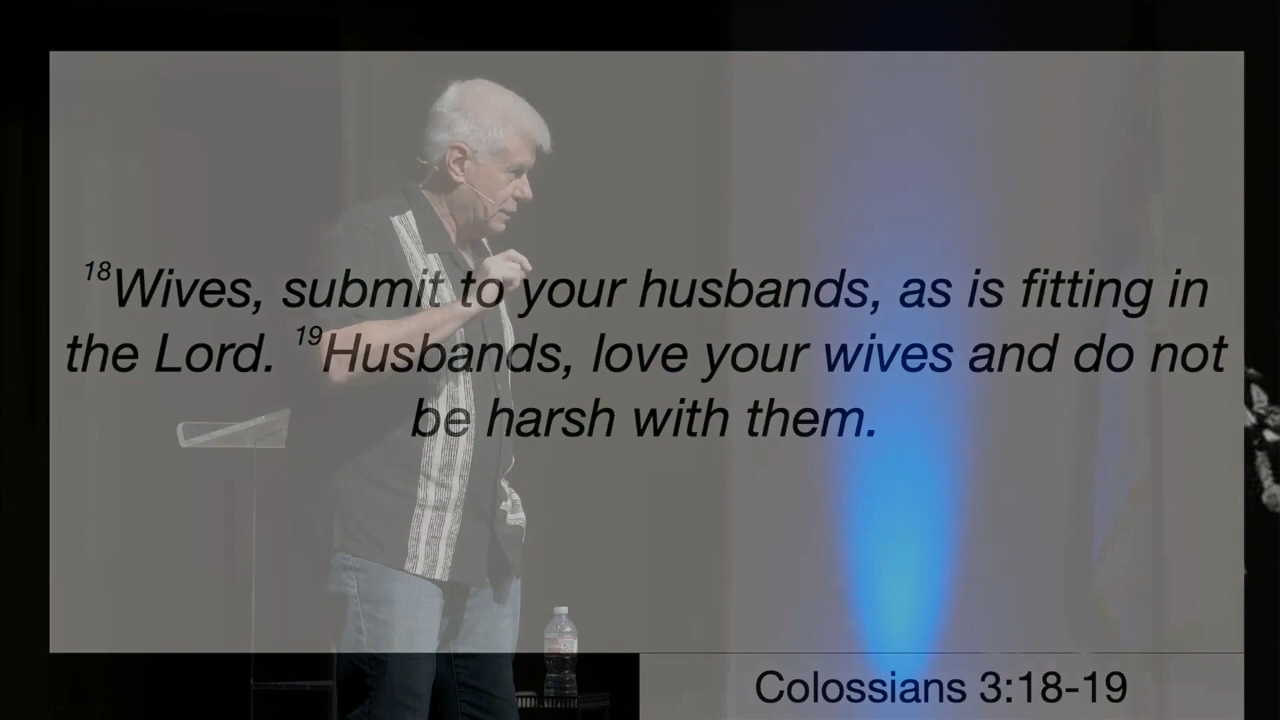 18Wives, submit to your husbands, as is fitting in
the Lord. 19Husbands, love your wives and do not
be harsh with them.
Colossians 3:18-19